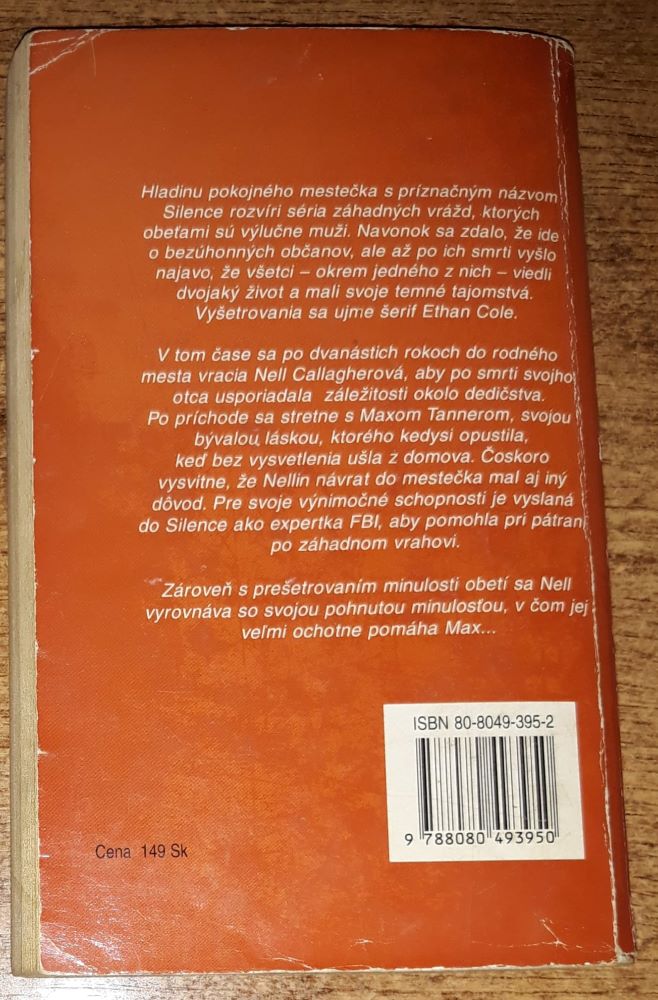 Hladinu pokojného mestečka s príznačným názvom
Silence rozvíri séria záhadných vrážd, ktorých
obeťami sú výlučne muži. Navonok sa zdalo, že ide
o bezúhonných občanov, ale až po ich smrti vyšlo
najavo, že všetci – okrem jedného z nich – viedli
dvojaký život a mali svoje temné tajomstvá.
Vyšetrovania sa ujme šerif Ethan Cole.
V tom čase sa po dvanástich rokoch do rodného
mesta vracia Nell Callagherová, aby po smrti svojho
otca usporiadala záležitosti okolo dedičstva.
Po príchode sa stretne s Maxom Tannerom, svojou
bývalou láskou, ktorého kedysi opustila,
keď bez vysvetlenia ušla z domova. Čoskoro
vysvitne, že Nellin návrat do mestečka mal aj iný
dôvod. Pre svoje výnimočné schopnosti je vyslaná
do Silence ako expertka FBI, aby pomohla pri pátraní
po záhadnom vrahovi.
Zároveň s prešetrovaním minulosti obetí sa Nell
vyrovnáva so svojou pohnutou minulosťou, v čom jej
veľmi ochotne pomáha Max...
ISBN 80-8049-395-2
9 788080 493950
Cena 149 Sk